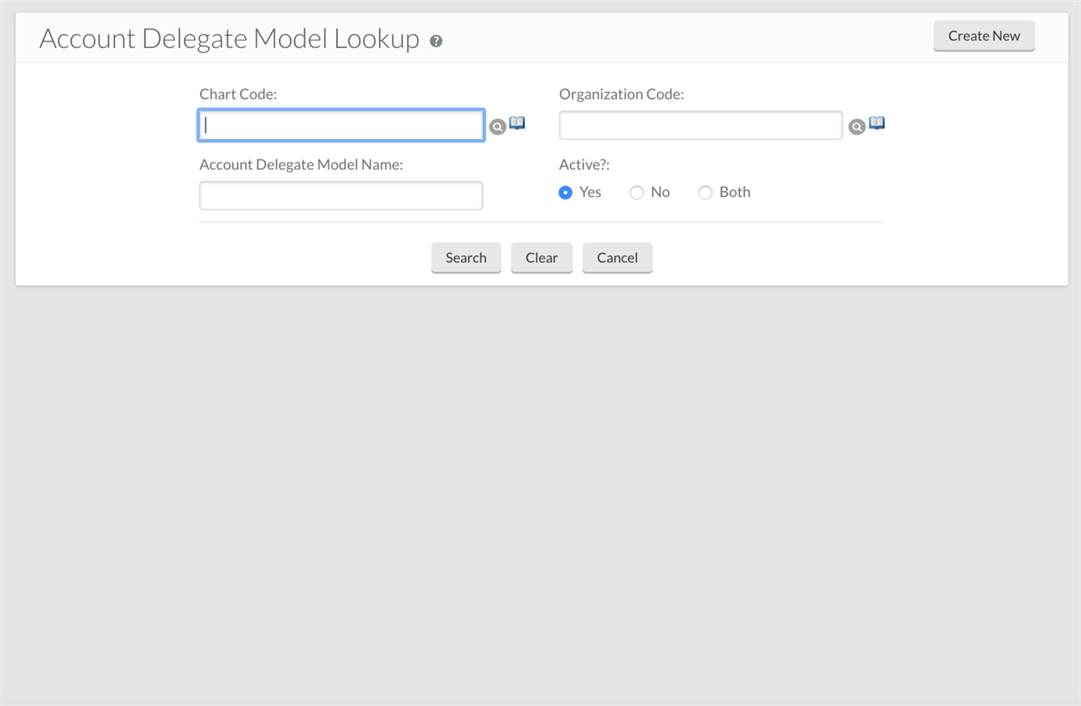 Account Delegate Model Lookup ?
Create New
Chart Code:
Organization Code:
Account Delegate Model Name:
Active?:
Yes No Both
Search Clear Cancel